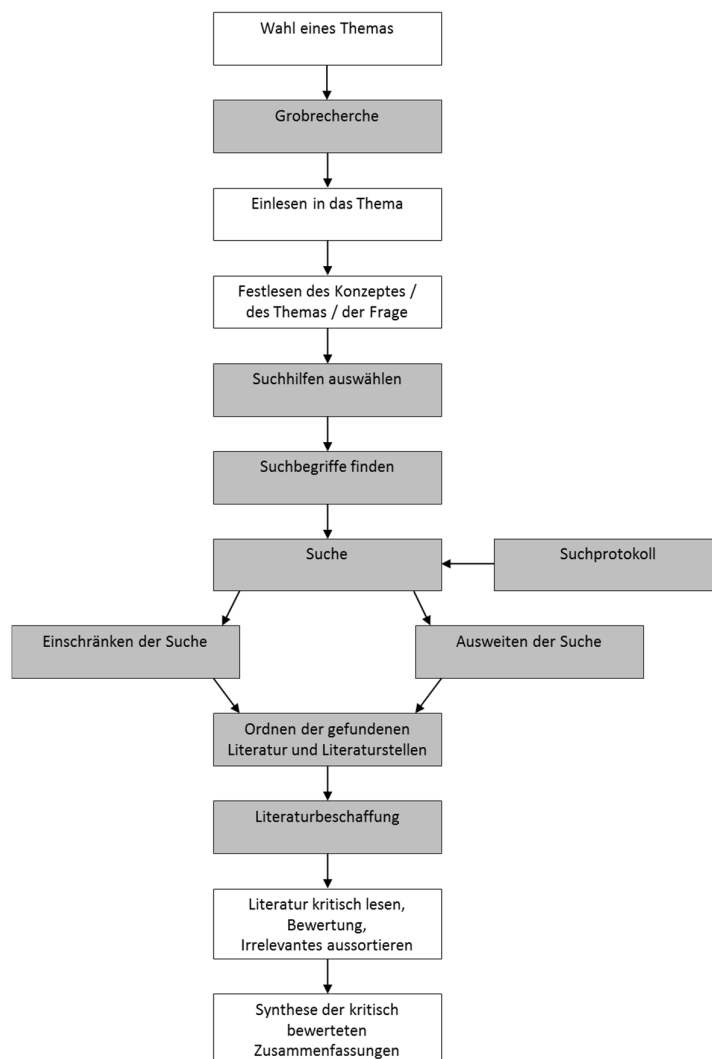 Wahl eines Themas
Grobrecherche
Einlesen in das Thema
Festlesen des Konzeptes /
des Themas / der Frage
Suchhilfen auswählen
Suchbegriffe finden
Suche
Suchprotokoll
Einschränken der Suche
Ausweiten der Suche
Ordnen der gefundenen
Literatur und Literaturstellen
Literaturbeschaffung
Literatur kritisch lesen,
Bewertung,
Irrelevantes aussortieren
Synthese der kritisch
bewerteten
Zusammenfassungen